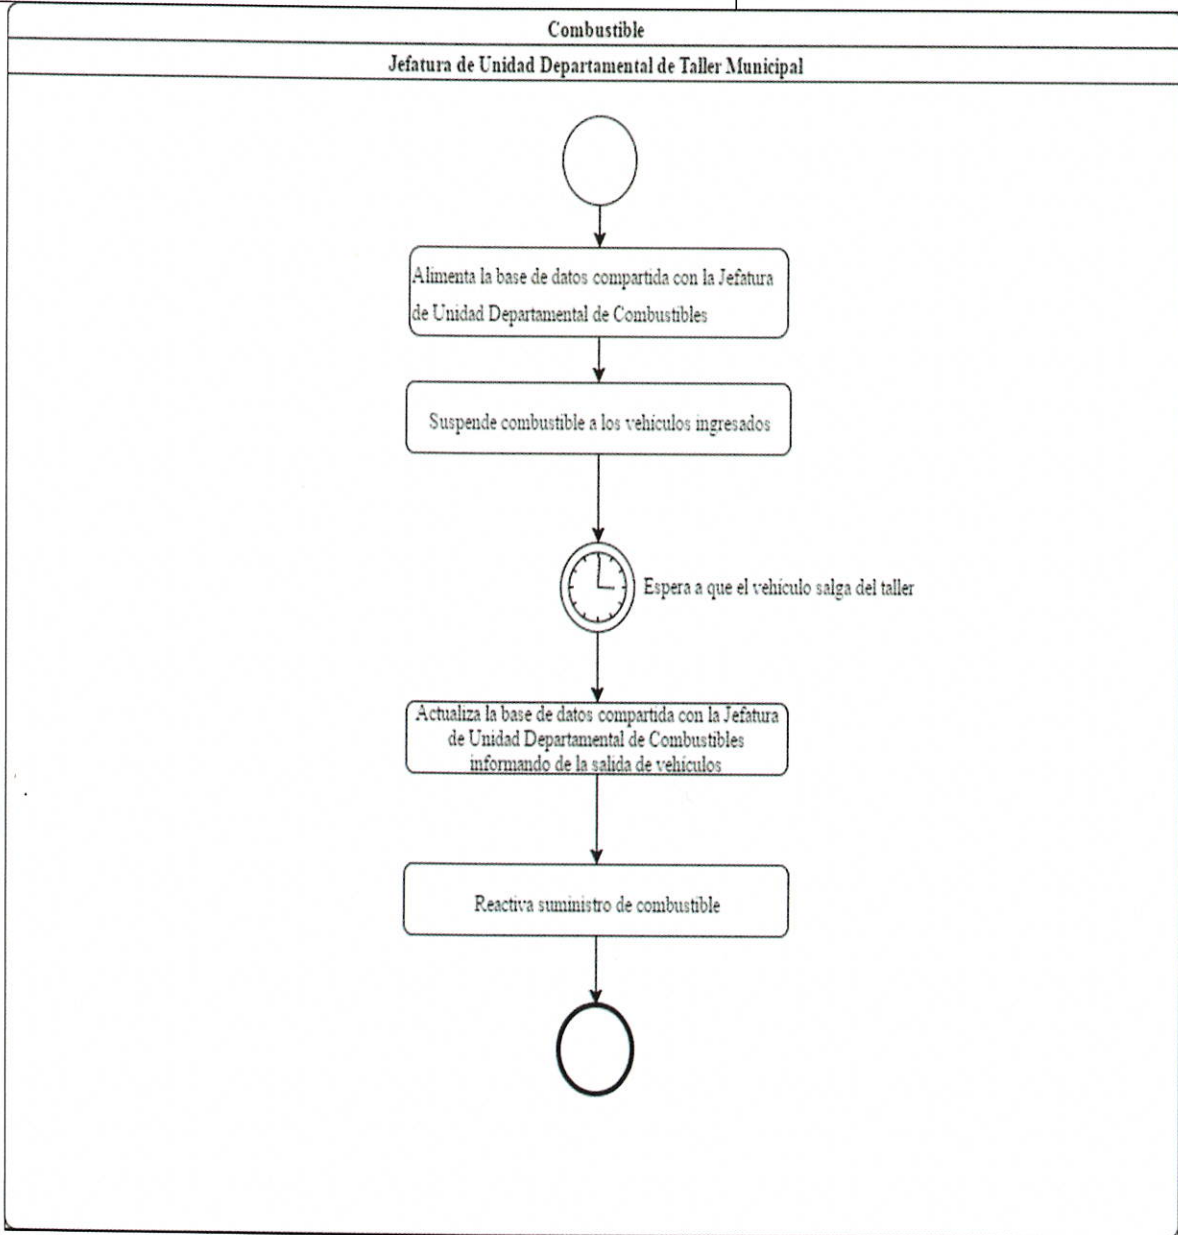 Combustible
Jefatura de Unidad Departamental de Taller Municipal
Alimenta la base de datos compartida con la Jefatura
de Unidad Departamental de Combustibles
Suspende combustible a los vehículos ingresados
Espera a que el vehículo salga del taller
Actualiza la base de datos compartida con la Jefatura
de Unidad Departamental de Combustibles
informando de la salida de vehículos
Reactiva suministro de combustible